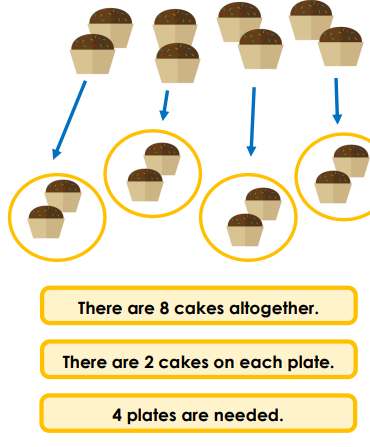 There are 8 cakes altogether.
There are 2 cakes on each plate.
4 plates are needed.